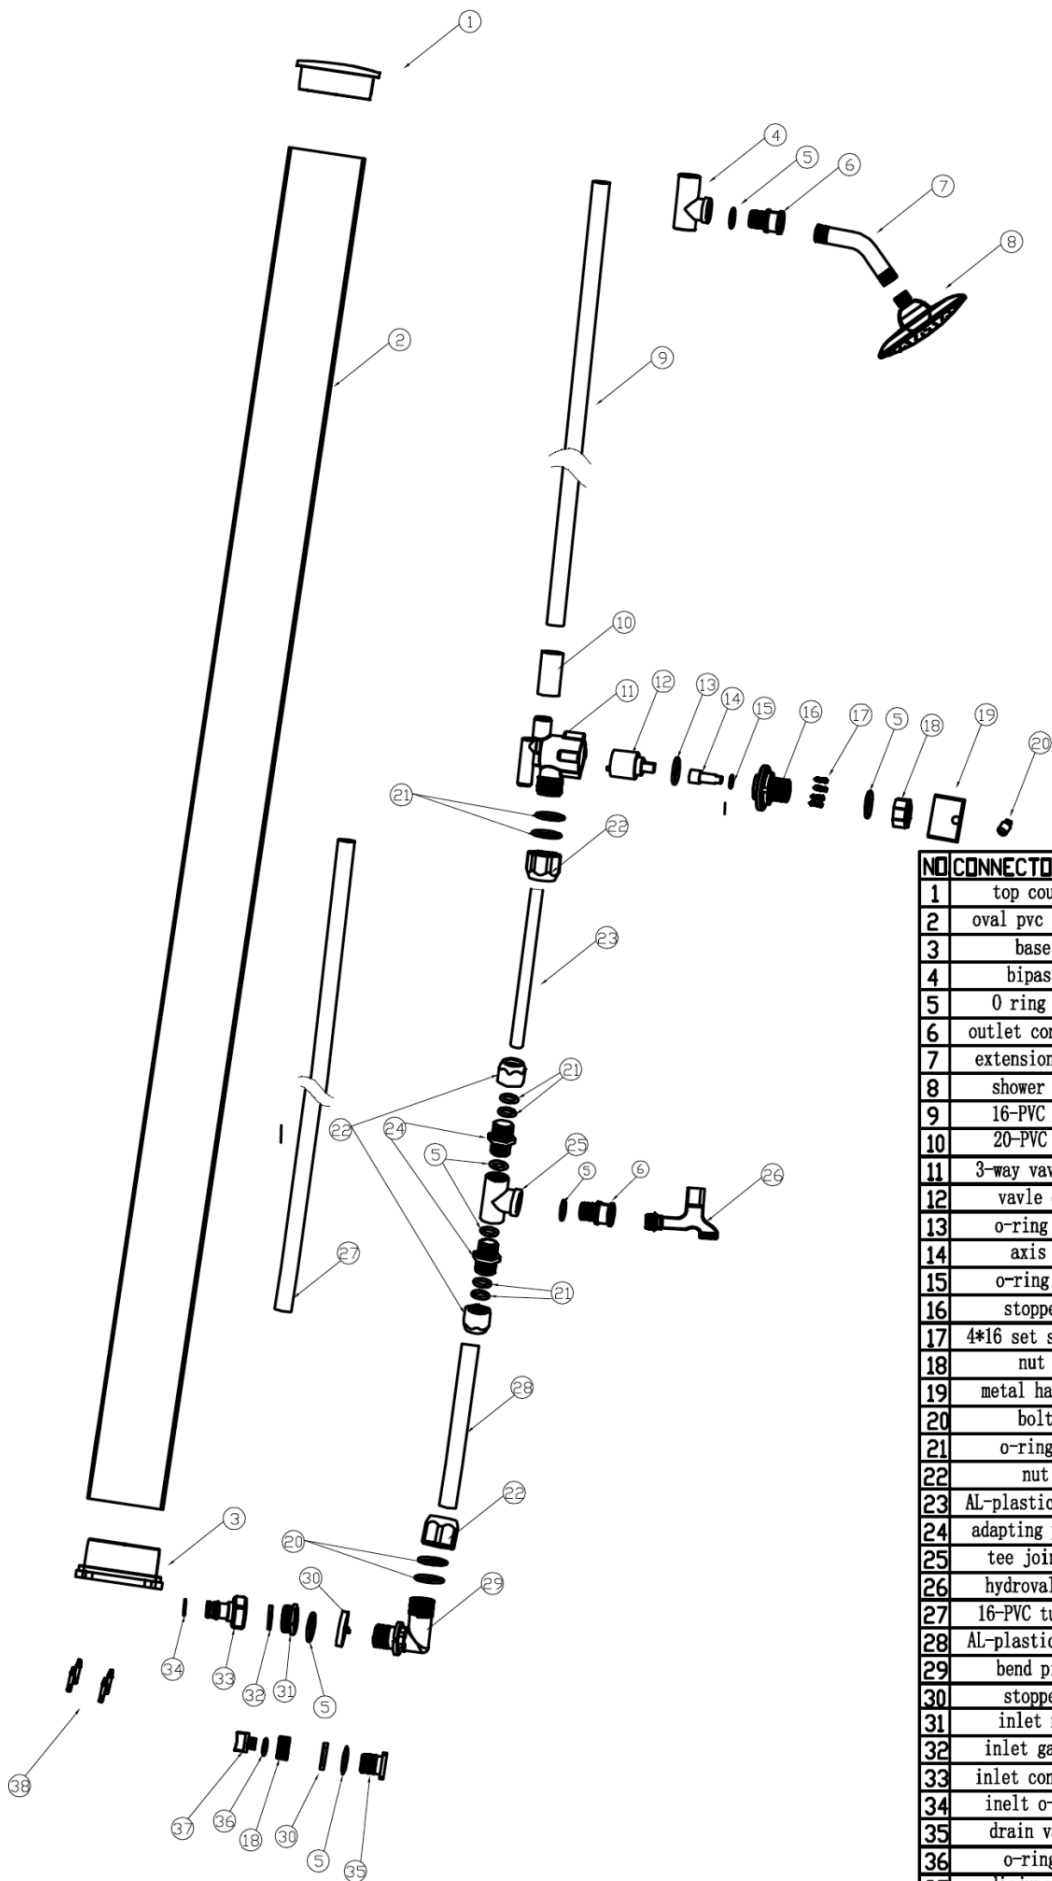 1
2
3
4
5
6
7
8
9
10
11
12
13
14
15
16
17
5
18
19
20
21
22
23
22
24
21
5
25
5
6
26
21
27
28
22
20
29
30
3
34
33
32
31
5
38
37
36
18
30
5
35
NO CONNECTO
1 top cou
2 oval pvc
3 base
4 bipas
5 O ring
6 outlet con
7 extension
8 shower
9 16-PVC
10 20-PVC
11 3-way vav
12 vavle
13 o-ring
14 axis
15 o-ring
16 stoppe
17 4*16 set s
18 nut
19 metal ha
20 bolt
21 o-ring
22 nut
23 AL-plastic
24 adapting
25 tee join
26 hydroval
27 16-PVC tu
28 AL-plastic
29 bend p
30 stoppe
31 inlet
32 inlet ga
33 inlet con
34 inelt o-
35 drain v
36 o-ring